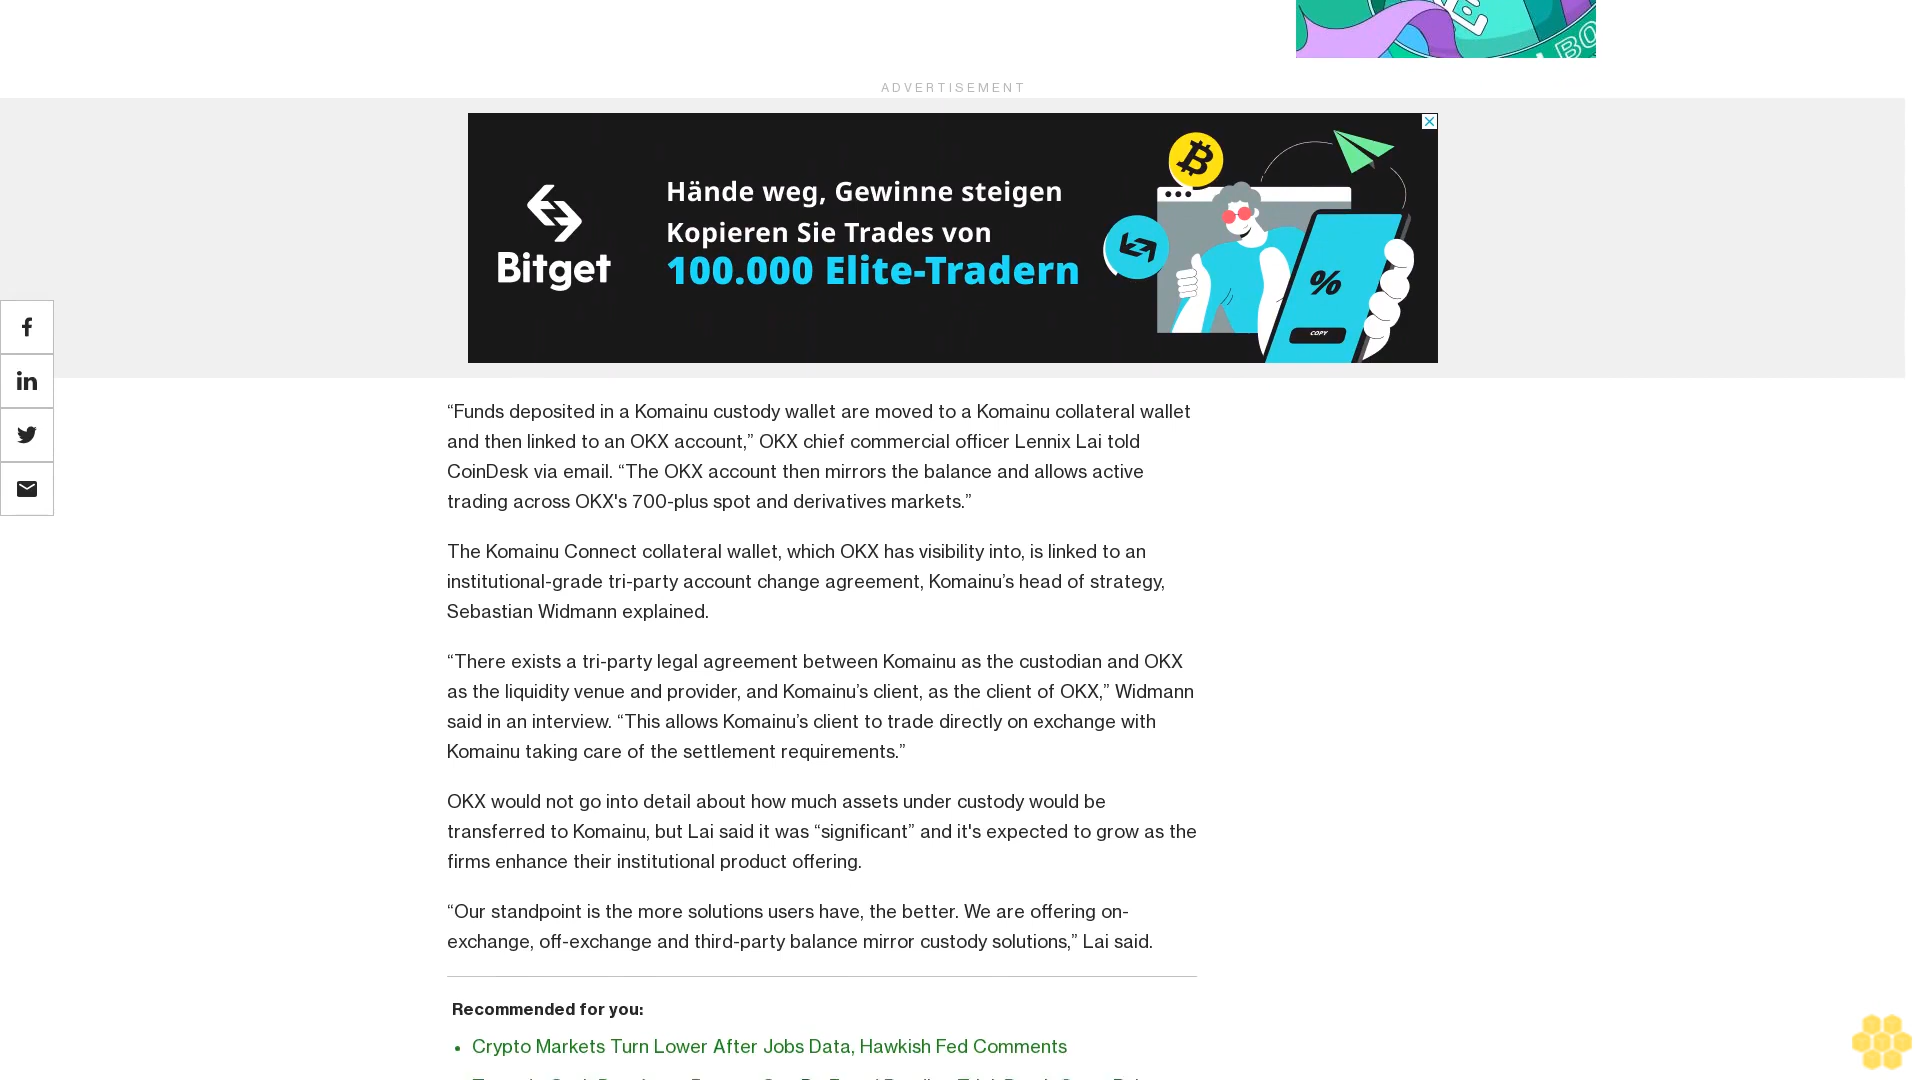 ADVERTISEMENT
Bitget
Hände weg, Gewinne steigen
Kopieren Sie Trades von
100.000 Elite-Tradern
%
COPY
“Funds deposited in a Komainu custody wallet are moved to a Komainu collateral wallet
and then linked to an OKX account,” OKX chief commercial officer Lennix Lai told
CoinDesk via email. “The OKX account then mirrors the balance and allows active
trading across OKX's 700-plus spot and derivatives markets.”
The Komainu Connect collateral wallet, which OKX has visibility into, is linked to an
institutional-grade tri-party account change agreement, Komainu’s head of strategy,
Sebastian Widmann explained.
“There exists a tri-party legal agreement between Komainu as the custodian and OKX
as the liquidity venue and provider, and Komainu’s client, as the client of OKX,” Widmann
said in an interview. “This allows Komainu’s client to trade directly on exchange with
Komainu taking care of the settlement requirements.”
OKX would not go into detail about how much assets under custody would be
transferred to Komainu, but Lai said it was “significant” and it's expected to grow as the
firms enhance their institutional product offering.
“Our standpoint is the more solutions users have, the better. We are offering on-
exchange, off-exchange and third-party balance mirror custody solutions,” Lai said.
Recommended for you:
• Crypto Markets Turn Lower After Jobs Data, Hawkish Fed Comments